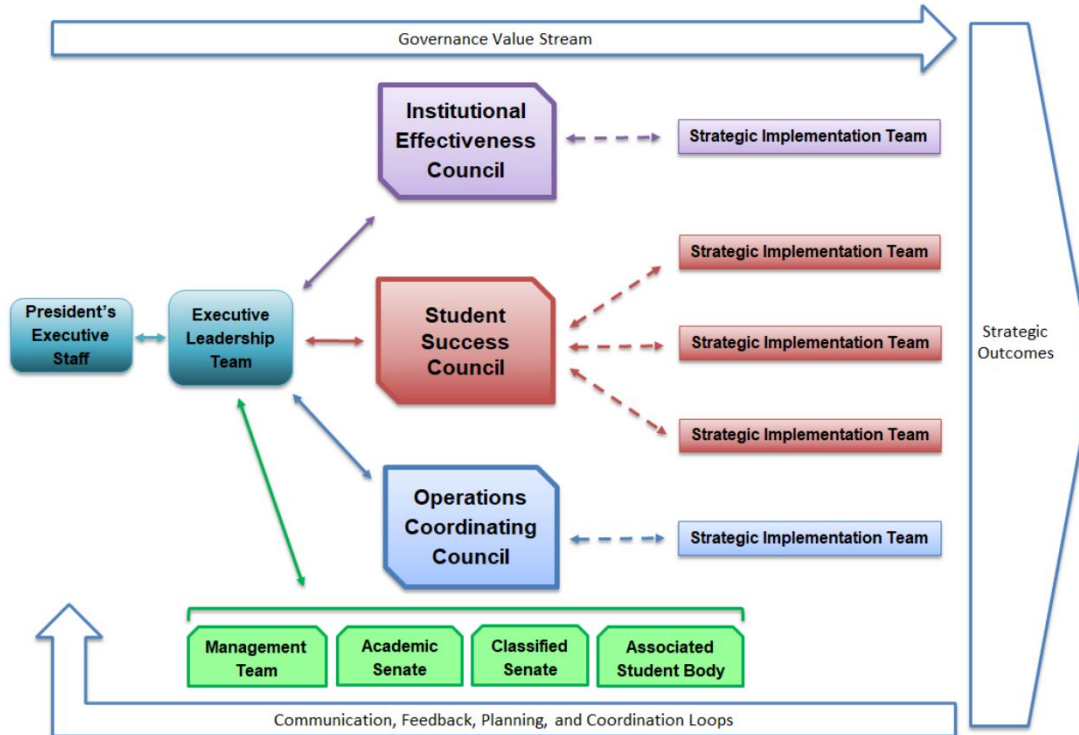 Governance Value Stream
Institutional
Effectiveness
Council
Strategic Implementation Team
Strategic Implementation Team
President's
Executive
Staff
Executive
Leadership
Team
Student
Success
Council
Strategic Implementation Team
Strategic
Outcomes
Strategic Implementation Team
Operations
Coordinating
Council
Strategic Implementation Team
Management
Team
Academic
Senate
Classified
Senate
Associated
Student Body
Communication, Feedback, Planning, and Coordination Loops